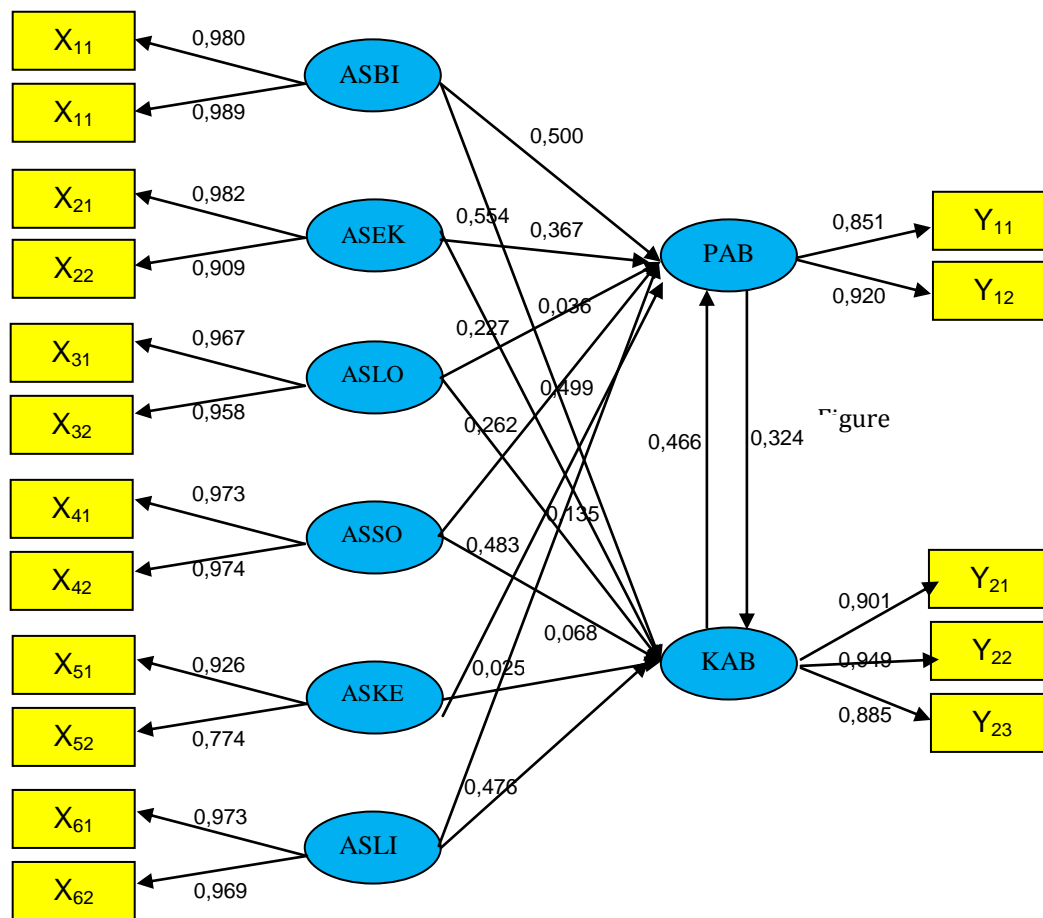 X11
0,980
ASBI
X11
0,989
0,500
X21
0,982
ASEK
0,554
0,367
X22
0,909
PAB
0,851
Y11
0,920
Y12
X31
0,967
ASLO
0,227
0,036
X32
0,958
0,262
0,499
0,466
0,324
Figure
X41
0,973
ASSO
0,135
X42
0,974
0,483
0,068
KAB
0,901
Y21
0,949
Y22
0,885
Y23
X51
0,926
ASKE
0,025
X52
0,774
0,476
X61
0,973
ASLI
X62
0,969